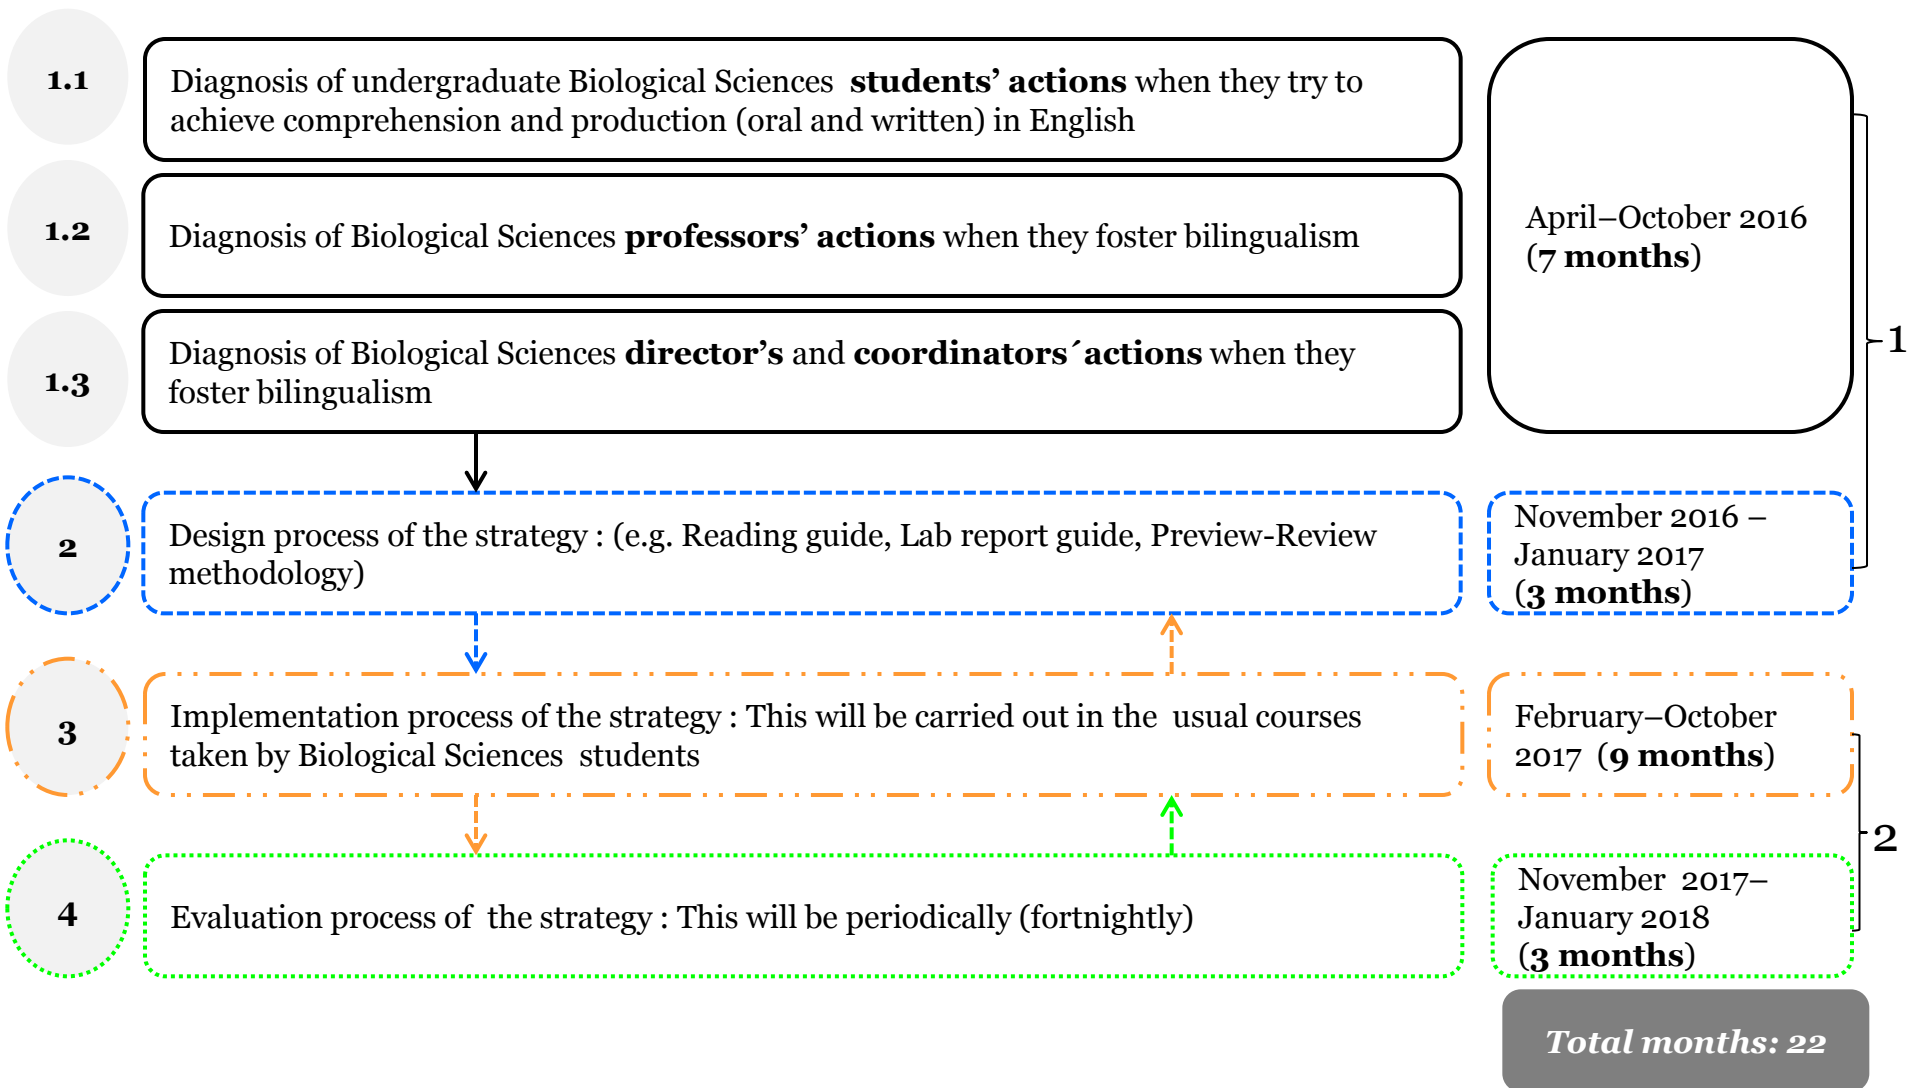 1.1
Diagnosis of undergraduate Biological Sciences students’ actions when they try to
achieve comprehension and production (oral and written) in English
1.2
Diagnosis of Biological Sciences professors’ actions when they foster bilingualism
1.3
Diagnosis of Biological Sciences director’s and coordinators´actions when they
foster bilingualism
April–October 2016
(7 months)
1
2
Design process of the strategy : (e.g. Reading guide, Lab report guide, Preview-Review
methodology)
November 2016 –
January 2017
(3 months)
3
Implementation process of the strategy : This will be carried out in the usual courses
taken by Biological Sciences students
February–October
2017 (9 months)
2
4
Evaluation process of the strategy : This will be periodically (fortnightly)
November 2017–
January 2018
(3 months)
Total months: 22